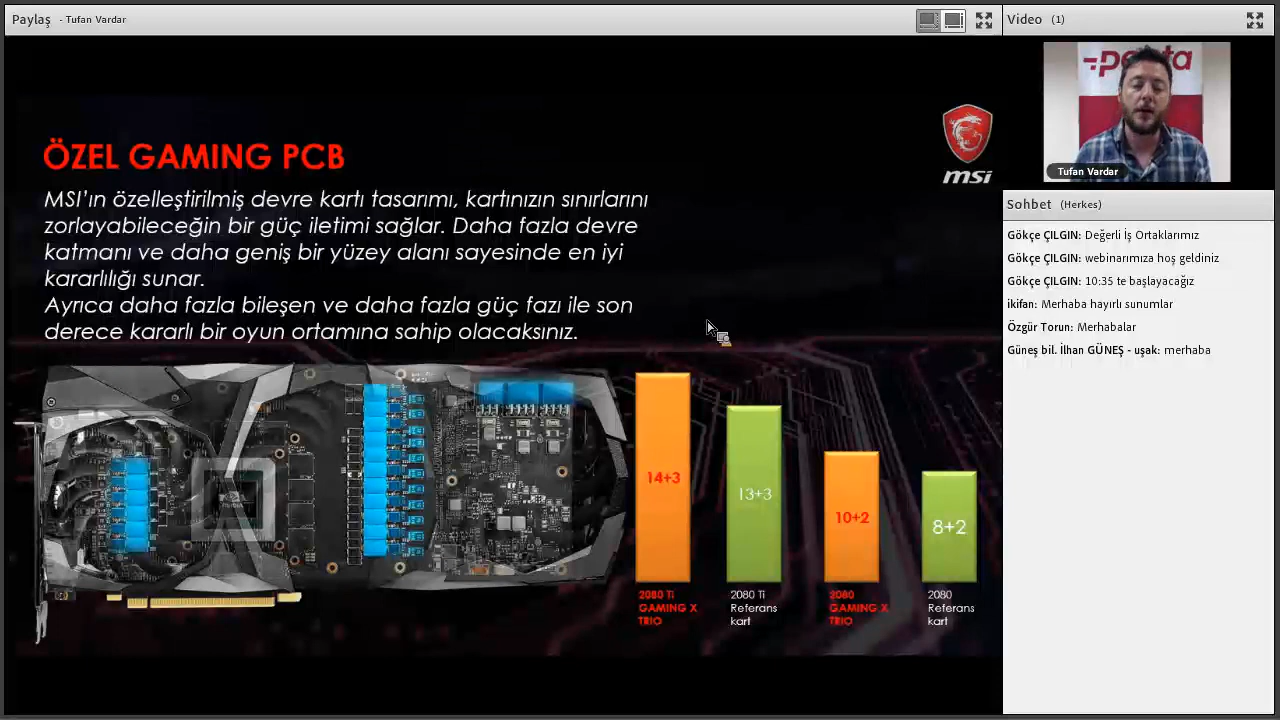 Paylaş - Tufan Vardar
Video (1)
Tufan Vardar
msi
ÖZEL GAMING PCB
MSI’ın özelleştirilmiş devre kartı tasarımı, kartınızın sınırlarını
zorlayabileceğin bir güç iletimi sağlar. Daha fazla devre
katmanı ve daha geniş bir yüzey alanı sayesinde en iyi
kararlılığı sunar.
Ayrıca daha fazla bileşen ve daha fazla güç fazı ile son
derece kararlı bir oyun ortamına sahip olacaksınız.
14+3
13+3
10+2
8+2
2080 Ti
GAMING X
TRIO
2080 Ti
Referans
kart
2080
GAMING X
TRIO
2080
Referans
kart
Sohbet (Herkes)
Gökçe ÇILGIN: Değerli İş Ortaklarımız
Gökçe ÇILGIN: webinarımıza hoş geldiniz
Gökçe ÇILGIN: 10:35 te başlayacağız
ikifan: Merhaba hayırlı sunumlar
Özgür Torun: Merhabalar
Güneş bil. İlhan GÜNEŞ - uşak: merhaba